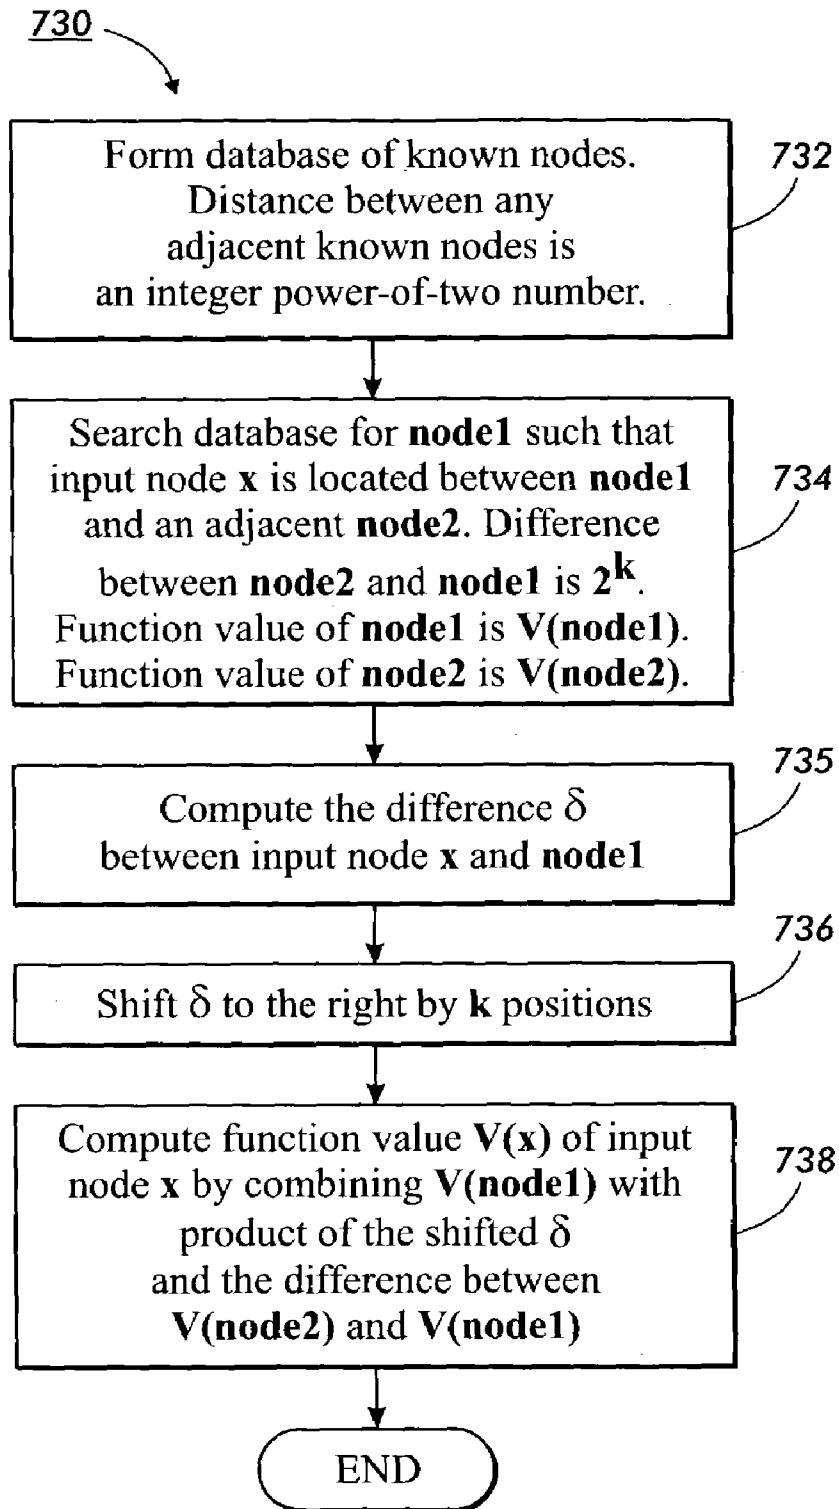 730
Form database of known nodes.
Distance between any
adjacent known nodes is
an integer power-of-two number.
732
Search database for node1 such that
input node x is located between node1
and an adjacent node2. Difference
between node2 and node1 is 2^k.
Function value of node1 is V(node1).
Function value of node2 is V(node2).
734
Compute the difference δ
between input node x and node1
735
Shift δ to the right by k positions
736
Compute function value V(x) of input
node x by combining V(node1) with
product of the shifted δ
and the difference between
V(node2) and V(node1)
738
END